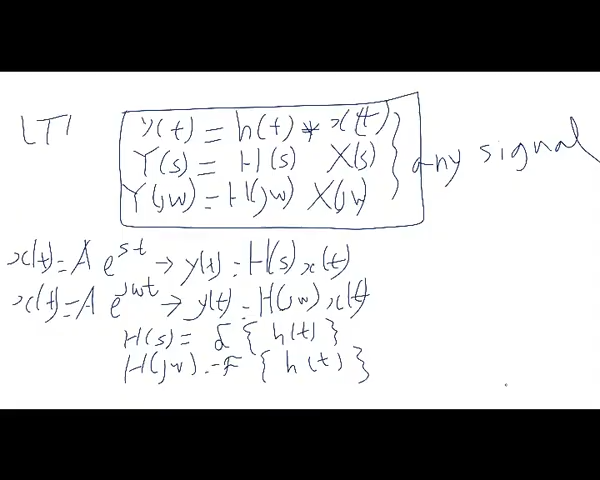 LTI
y(t) = h(t) * x(t)
Y(s) = H(s) X(s)
Y(jw) = H(jw) X(jw)
any signal
x(t) = A e^st → y(t) = H(s) x(t)
x(t) = A e^jwt → y(t) = H(jw) x(t)
H(s) = L { h(t) }
H(jw) = F { h(t) }